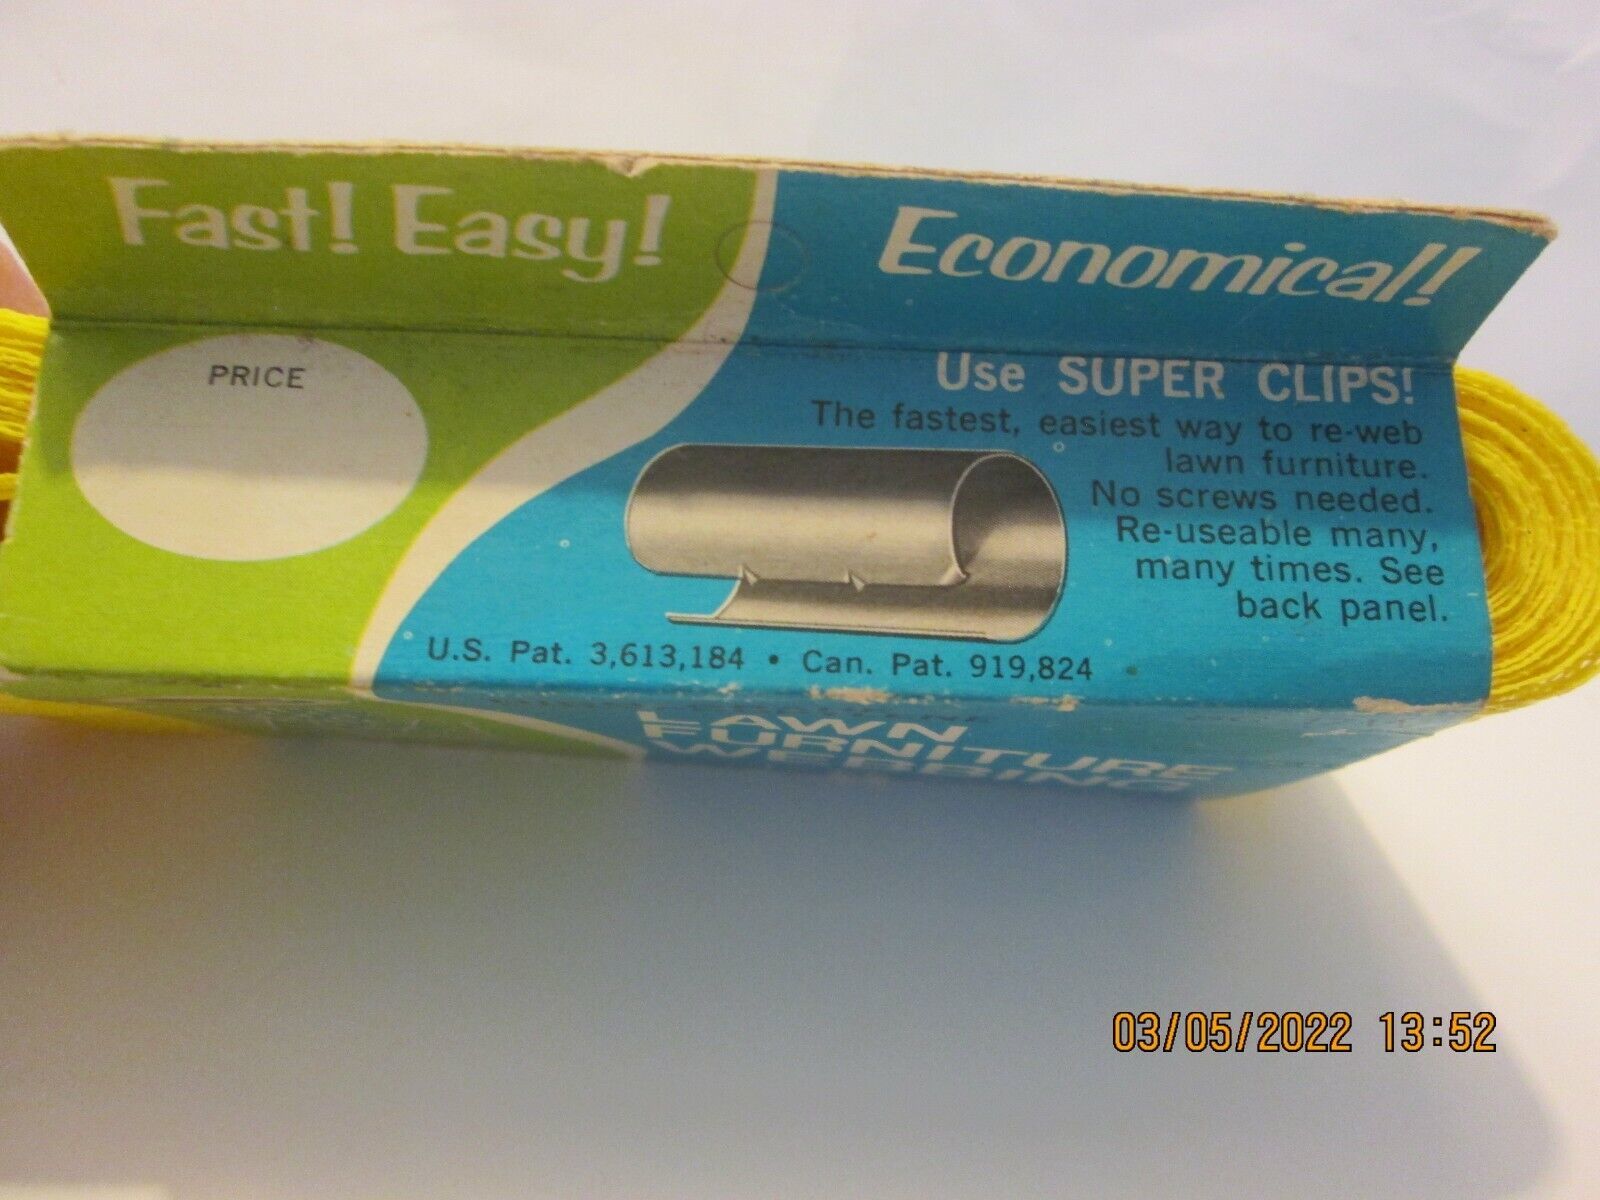 Fast! Easy!
Economical!
PRICE
Use SUPER CLIPS!
The fastest, easiest way to re-web
lawn furniture.
No screws needed.
Re-useable many,
many times. See
back panel.
U.S. Pat. 3,613,184 • Can. Pat. 919,824
LAWN
FURNITURE
WEBBING
03/05/2022 13:52